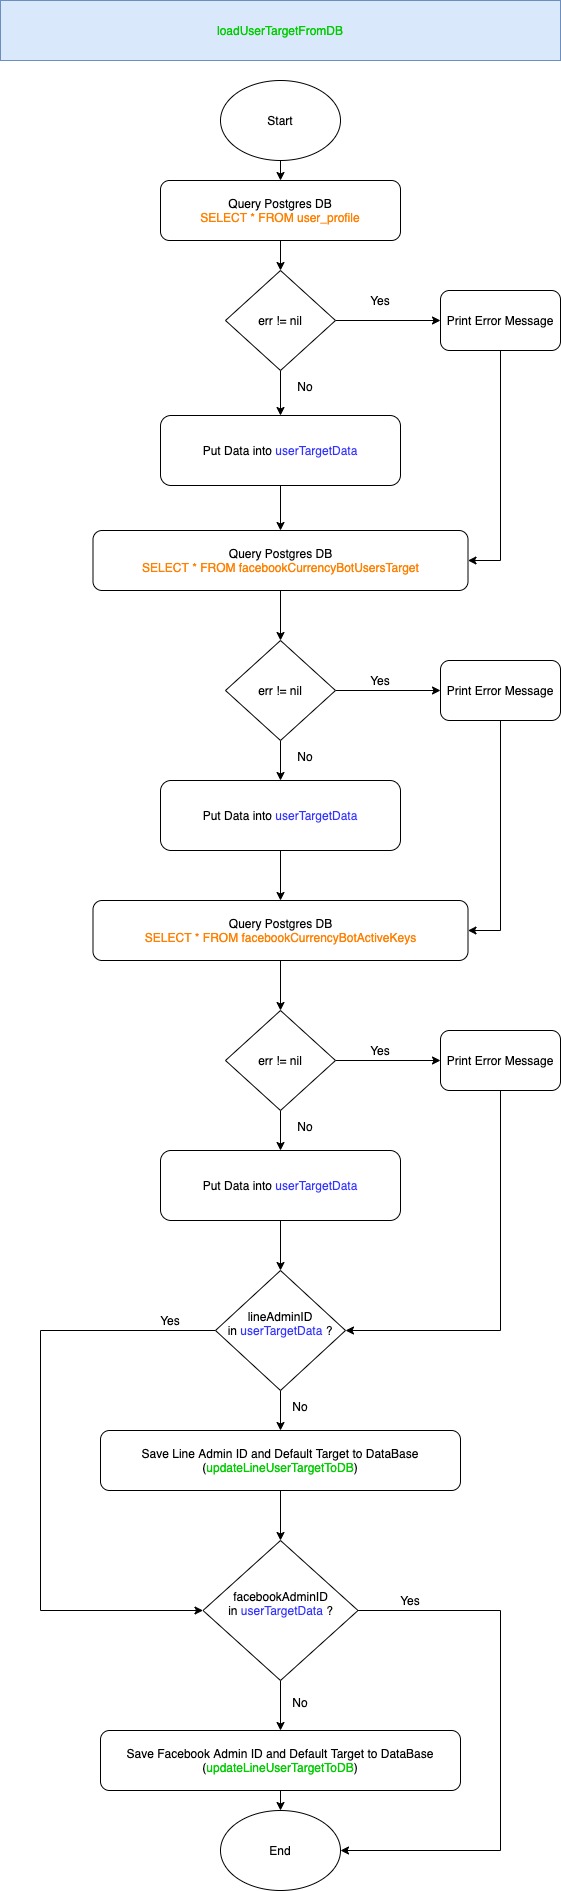 loadUserTargetFromDB
Start
Query Postgres DB
SELECT * FROM user_profile
err != nil
Yes
Print Error Message
No
Put Data into userTargetData
Query Postgres DB
SELECT * FROM facebookCurrencyBotUsersTarget
err != nil
Yes
Print Error Message
No
Put Data into userTargetData
Query Postgres DB
SELECT * FROM facebookCurrencyBotActiveKeys
err != nil
Yes
Print Error Message
No
Put Data into userTargetData
lineAdminID
in userTargetData ?
Yes
No
Save Line Admin ID and Default Target to DataBase
(updateLineUserTargetToDB)
facebookAdminID
in userTargetData ?
Yes
No
Save Facebook Admin ID and Default Target to DataBase
(updateLineUserTargetToDB)
End